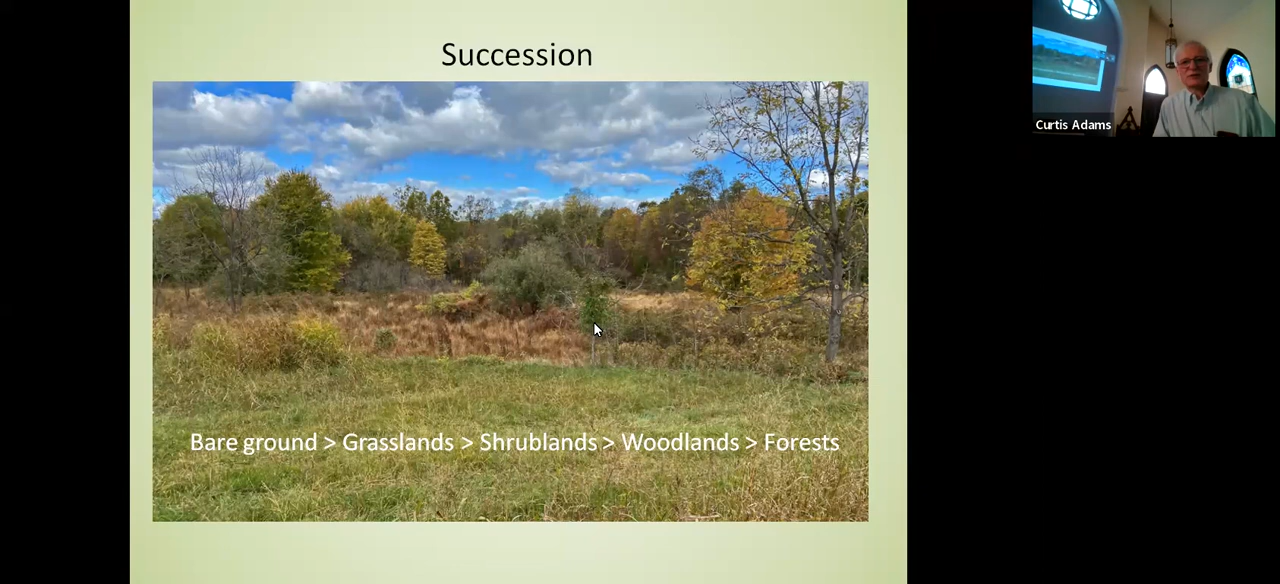 Succession
Curtis Adams
Bare ground > Grasslands > Shrublands > Woodlands > Forests